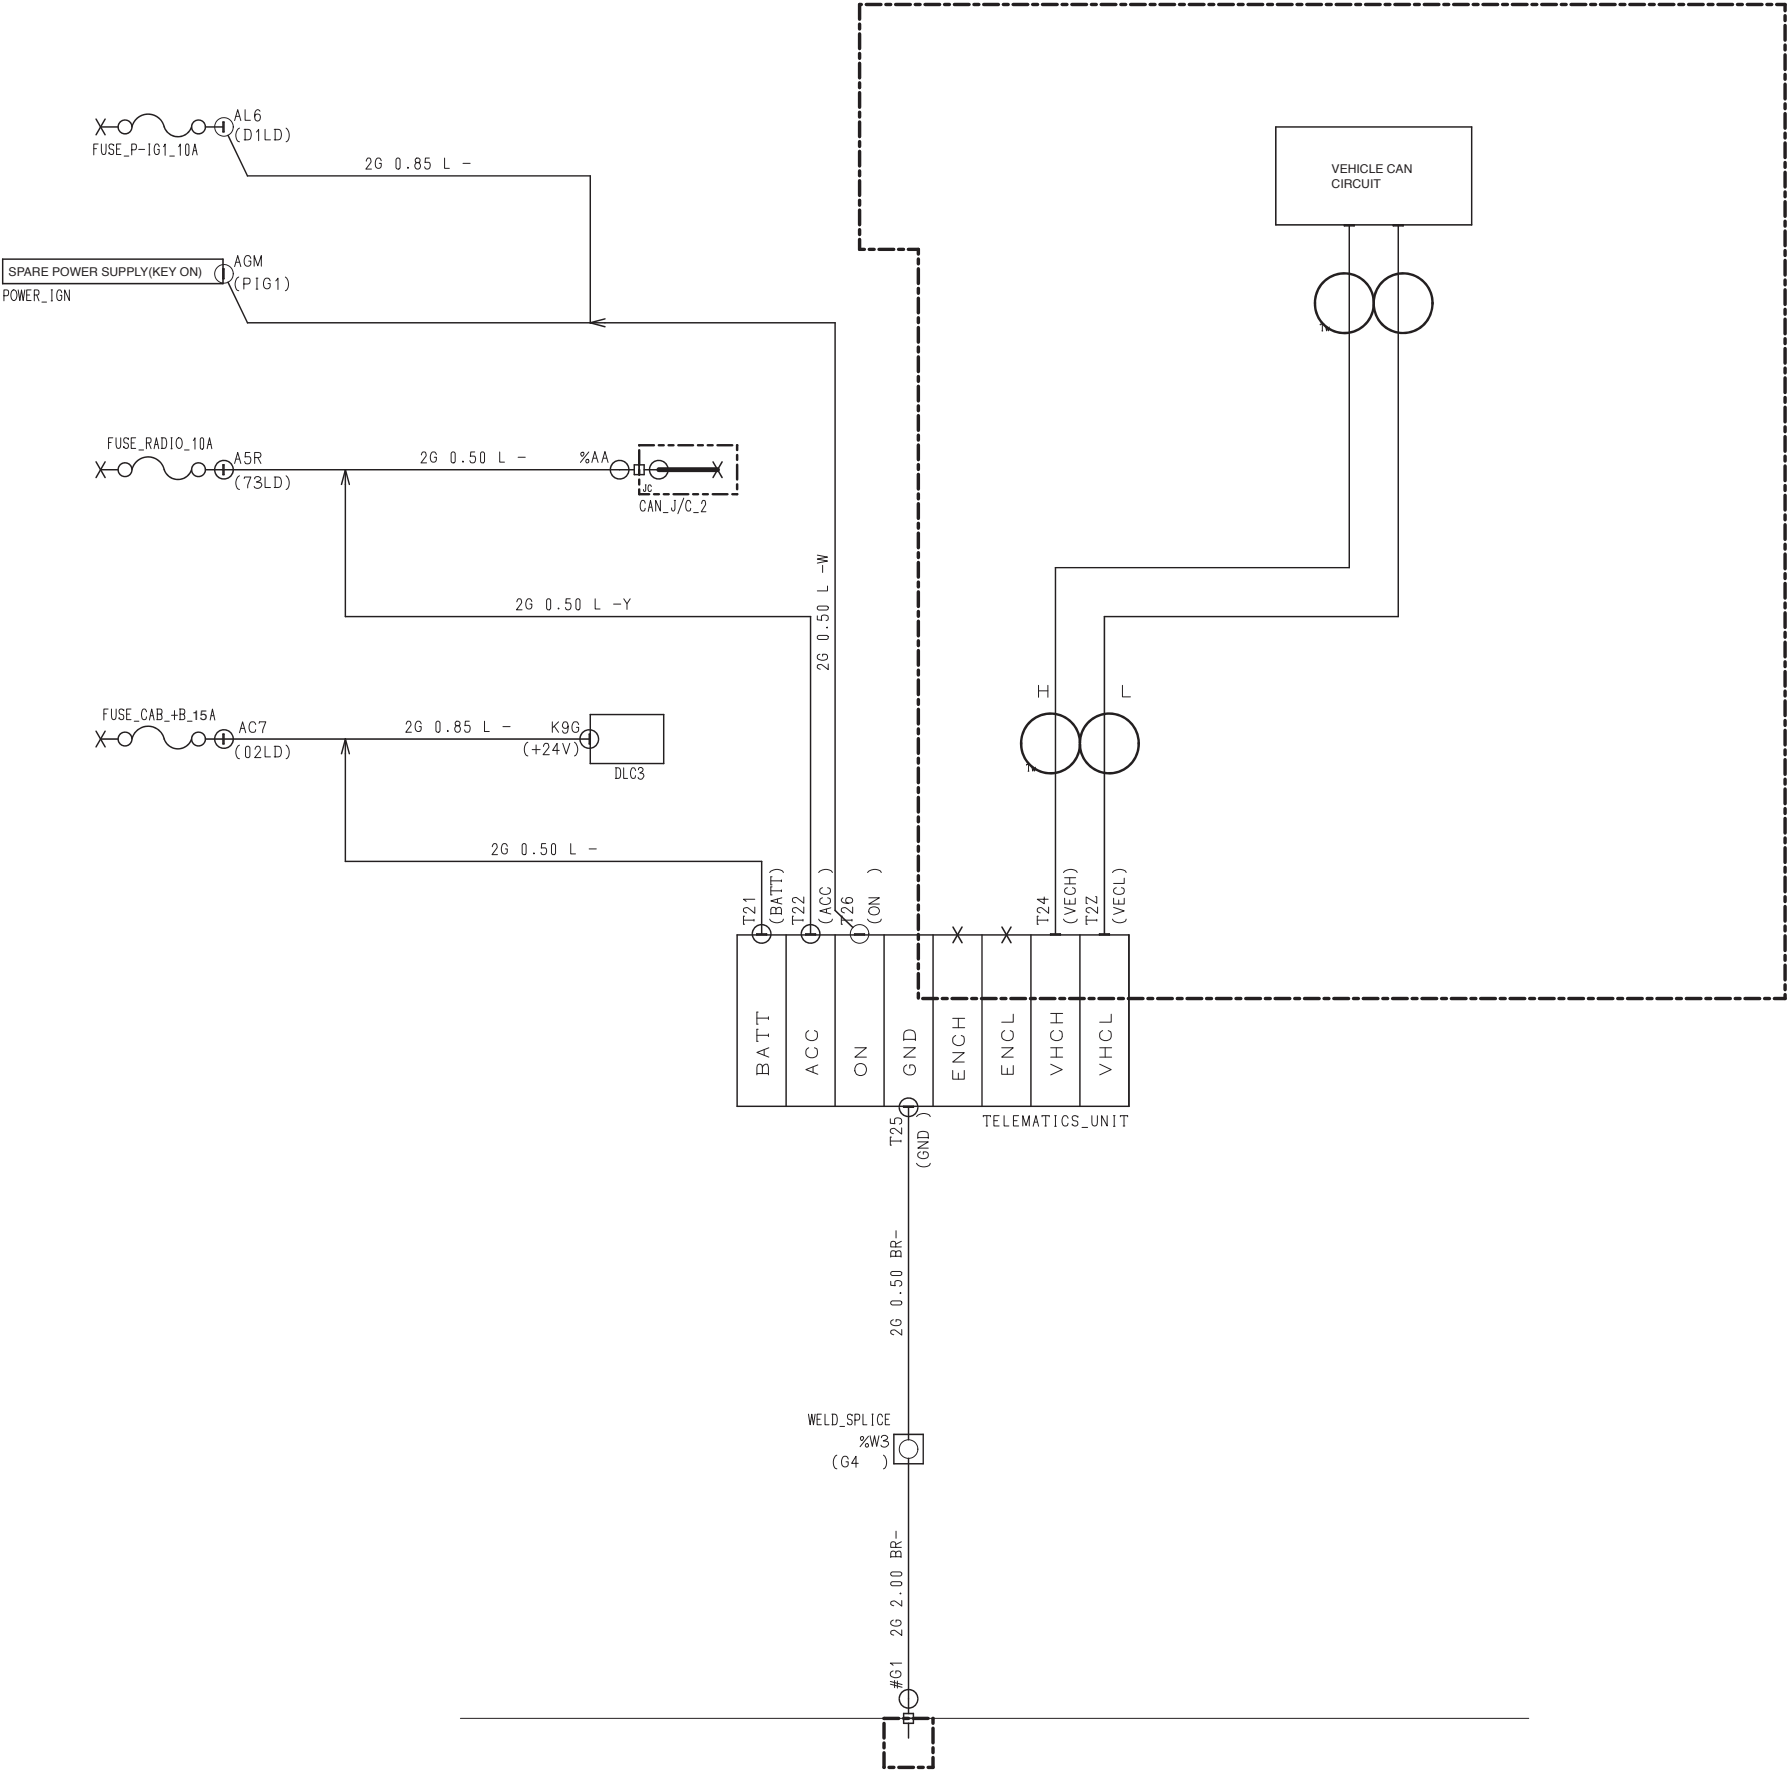 AL6
(D1LD)
FUSE_P-IG1_10A
2G 0.85 L -
VEHICLE CAN
CIRCUIT
AGM
SPARE POWER SUPPLY(KEY ON)
(PIG1)
POWER_IGN
Tw
FUSE_RADIO_10A
A5R
(73LD)
2G 0.50 L -
%AA
JC
CAN_J/C_2
2G 0.50 L -Y
2G 0.50 L -W
H
L
FUSE_CAB_+B_15A
AC7
(02LD)
2G 0.85 L -
K9G
(+24V)
DLC3
Tw
2G 0.50 L -
T21
(BATT)
T22
(ACC )
T26
(ON )
T24
(VECH)
T2Z
(VECL)
BATT
ACC
ON
GND
ENCH
ENCL
VHCH
VHCL
TELEMATICS_UNIT
T25
(GND )
2G 0.50 BR-
WELD_SPLICE
%W3
(G4 )
2G 2.00 BR-
#G1